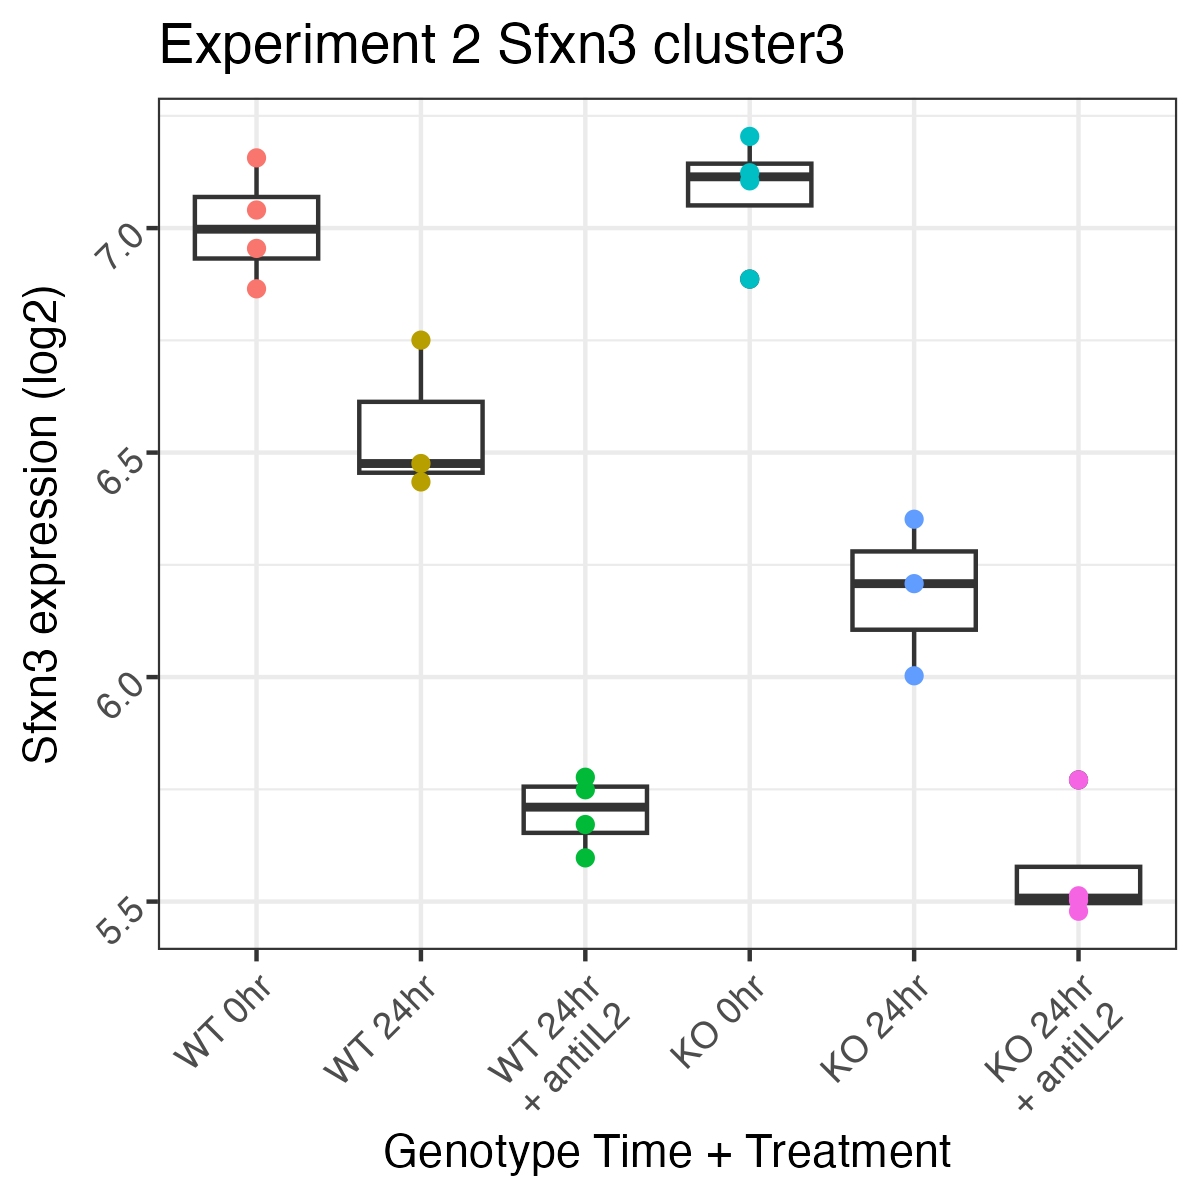 Experiment 2 Sfxn3 cluster3
Sfxn3 expression (log2)
7.0
6.5
6.0
5.5
WT 0hr
WT 24hr
WT 24hr
+ antiIL2
KO 0hr
KO 24hr
KO 24hr
+ antiIL2
Genotype Time + Treatment